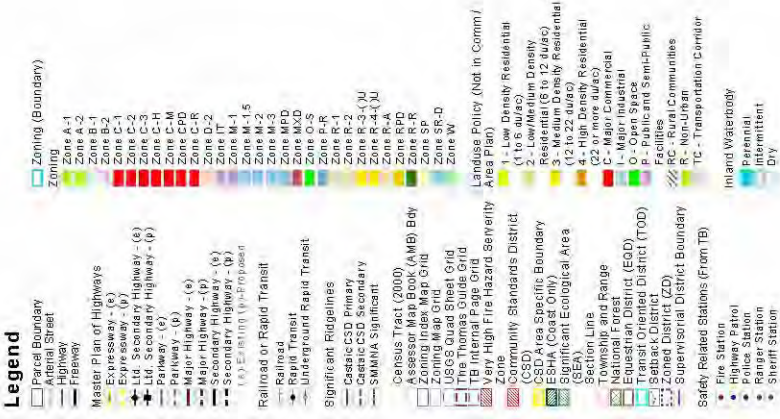 Legend
Parcel Boundary
Arterial Street
Highway
Freeway
Master Plan of Highways
Expressway - (e)
Expressway - (p)
Ltd. Secondary Highway - (e)
Ltd. Secondary Highway - (p)
Parkway - (e)
Parkway - (p)
Major Highway - (e)
Major Highway - (p)
Secondary Highway - (e)
Secondary Highway - (p)
(e) Existing (p)-Proposed
Railroad or Rapid Transit
Railroad
Rapid Transit
Underground Rapid Transit
Significant Ridgelines
Castaic CSD Primary
Castaic CSD Secondary
SMMNA Significant
Census Tract (2000)
Assessor Map Book (AMB) Bdy
Zoning Index Map Grid
Zoning Map Grid
USGS Quad Sheet Grid
The Thomas Guide Grid
TB Internal Page Grid
Very High Fire Hazard Serverity
Zone
Community Standards District
(CSD)
CSD Area Specific Boundary
ESHA (Coast Only)
Significant Ecological Area
(SEA)
Section Line
Township and Range
National Forest
Equestrian District (EQD)
Transit Oriented District (TOD)
Setback District
Zoned District (ZD)
Supervisorial District Boundary
Safety Related Stations (From TB)
Fire Station
Highway Patrol
Police Station
Ranger Station
Sheriff Station
Zoning (Boundary)
Zoning
Zone A-1
Zone A-2
Zone B-1
Zone B-2
Zone C-1
Zone C-2
Zone C-3
Zone C-H
Zone C-M
Zone CPD
Zone C-R
Zone D-2
Zone IT
Zone M-1
Zone M-1.5
Zone M-2
Zone M-3
Zone MPD
Zone MXD
Zone O-S
Zone P-R
Zone R-1
Zone R-2
Zone R-3-()U
Zone R-4-()U
Zone R-A
Zone RPD
Zone R-R
Zone SP
Zone SR-D
Zone W
Landuse Policy (Not in Comm /
Area Plan)
1 - Low Density Residential
(1 to 6 du/ac)
2 - Low/Medium Density
Residential (6 to 12 du/ac)
3 - Medium Density Residential
(12 to 22 du/ac)
4 - High Density Residential
(22 or more du/ac)
C - Major Commercial
I - Major Industrial
O - Open Space
P - Public and Semi-Public
Facilities
RC - Rural Communities
R - Non-Urban
TC - Transportation Corridor
Inland Waterbody
Perennial
Intermittent
Dry